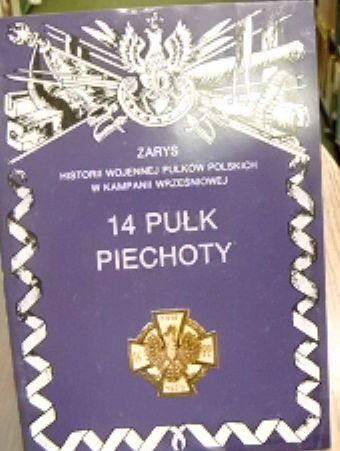 ZARYS
HISTORII WOJENNEJ PUŁKÓW POLSKICH
W KAMPANII WRZEŚNIOWEJ
14 PUŁK
PIECHOTY